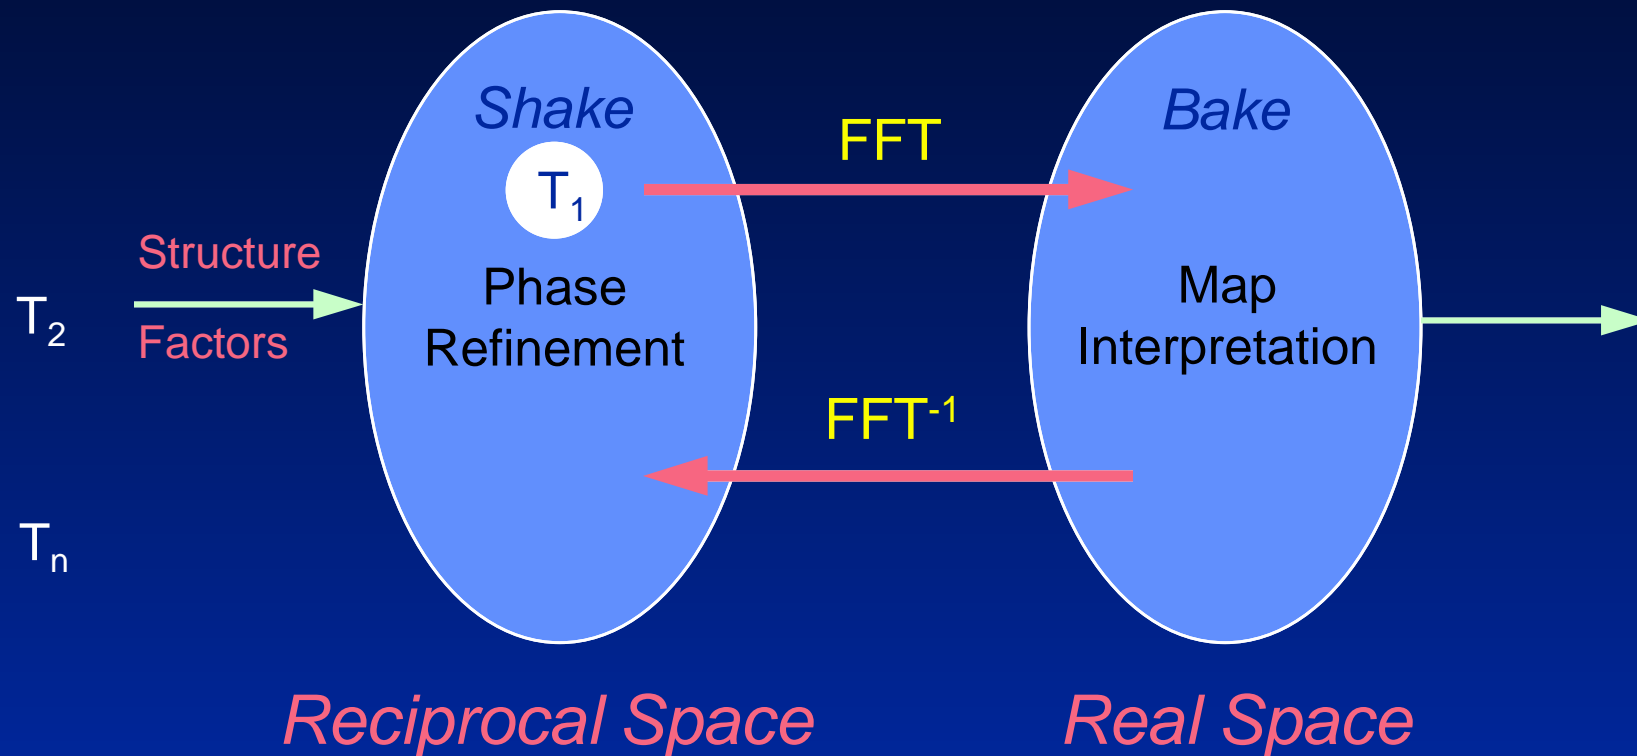 Shake
Bake
FFT
T₁
Structure
Factors
T₂
Phase
Refinement
Map
Interpretation
FFT⁻¹
Tₙ
Reciprocal Space
Real Space